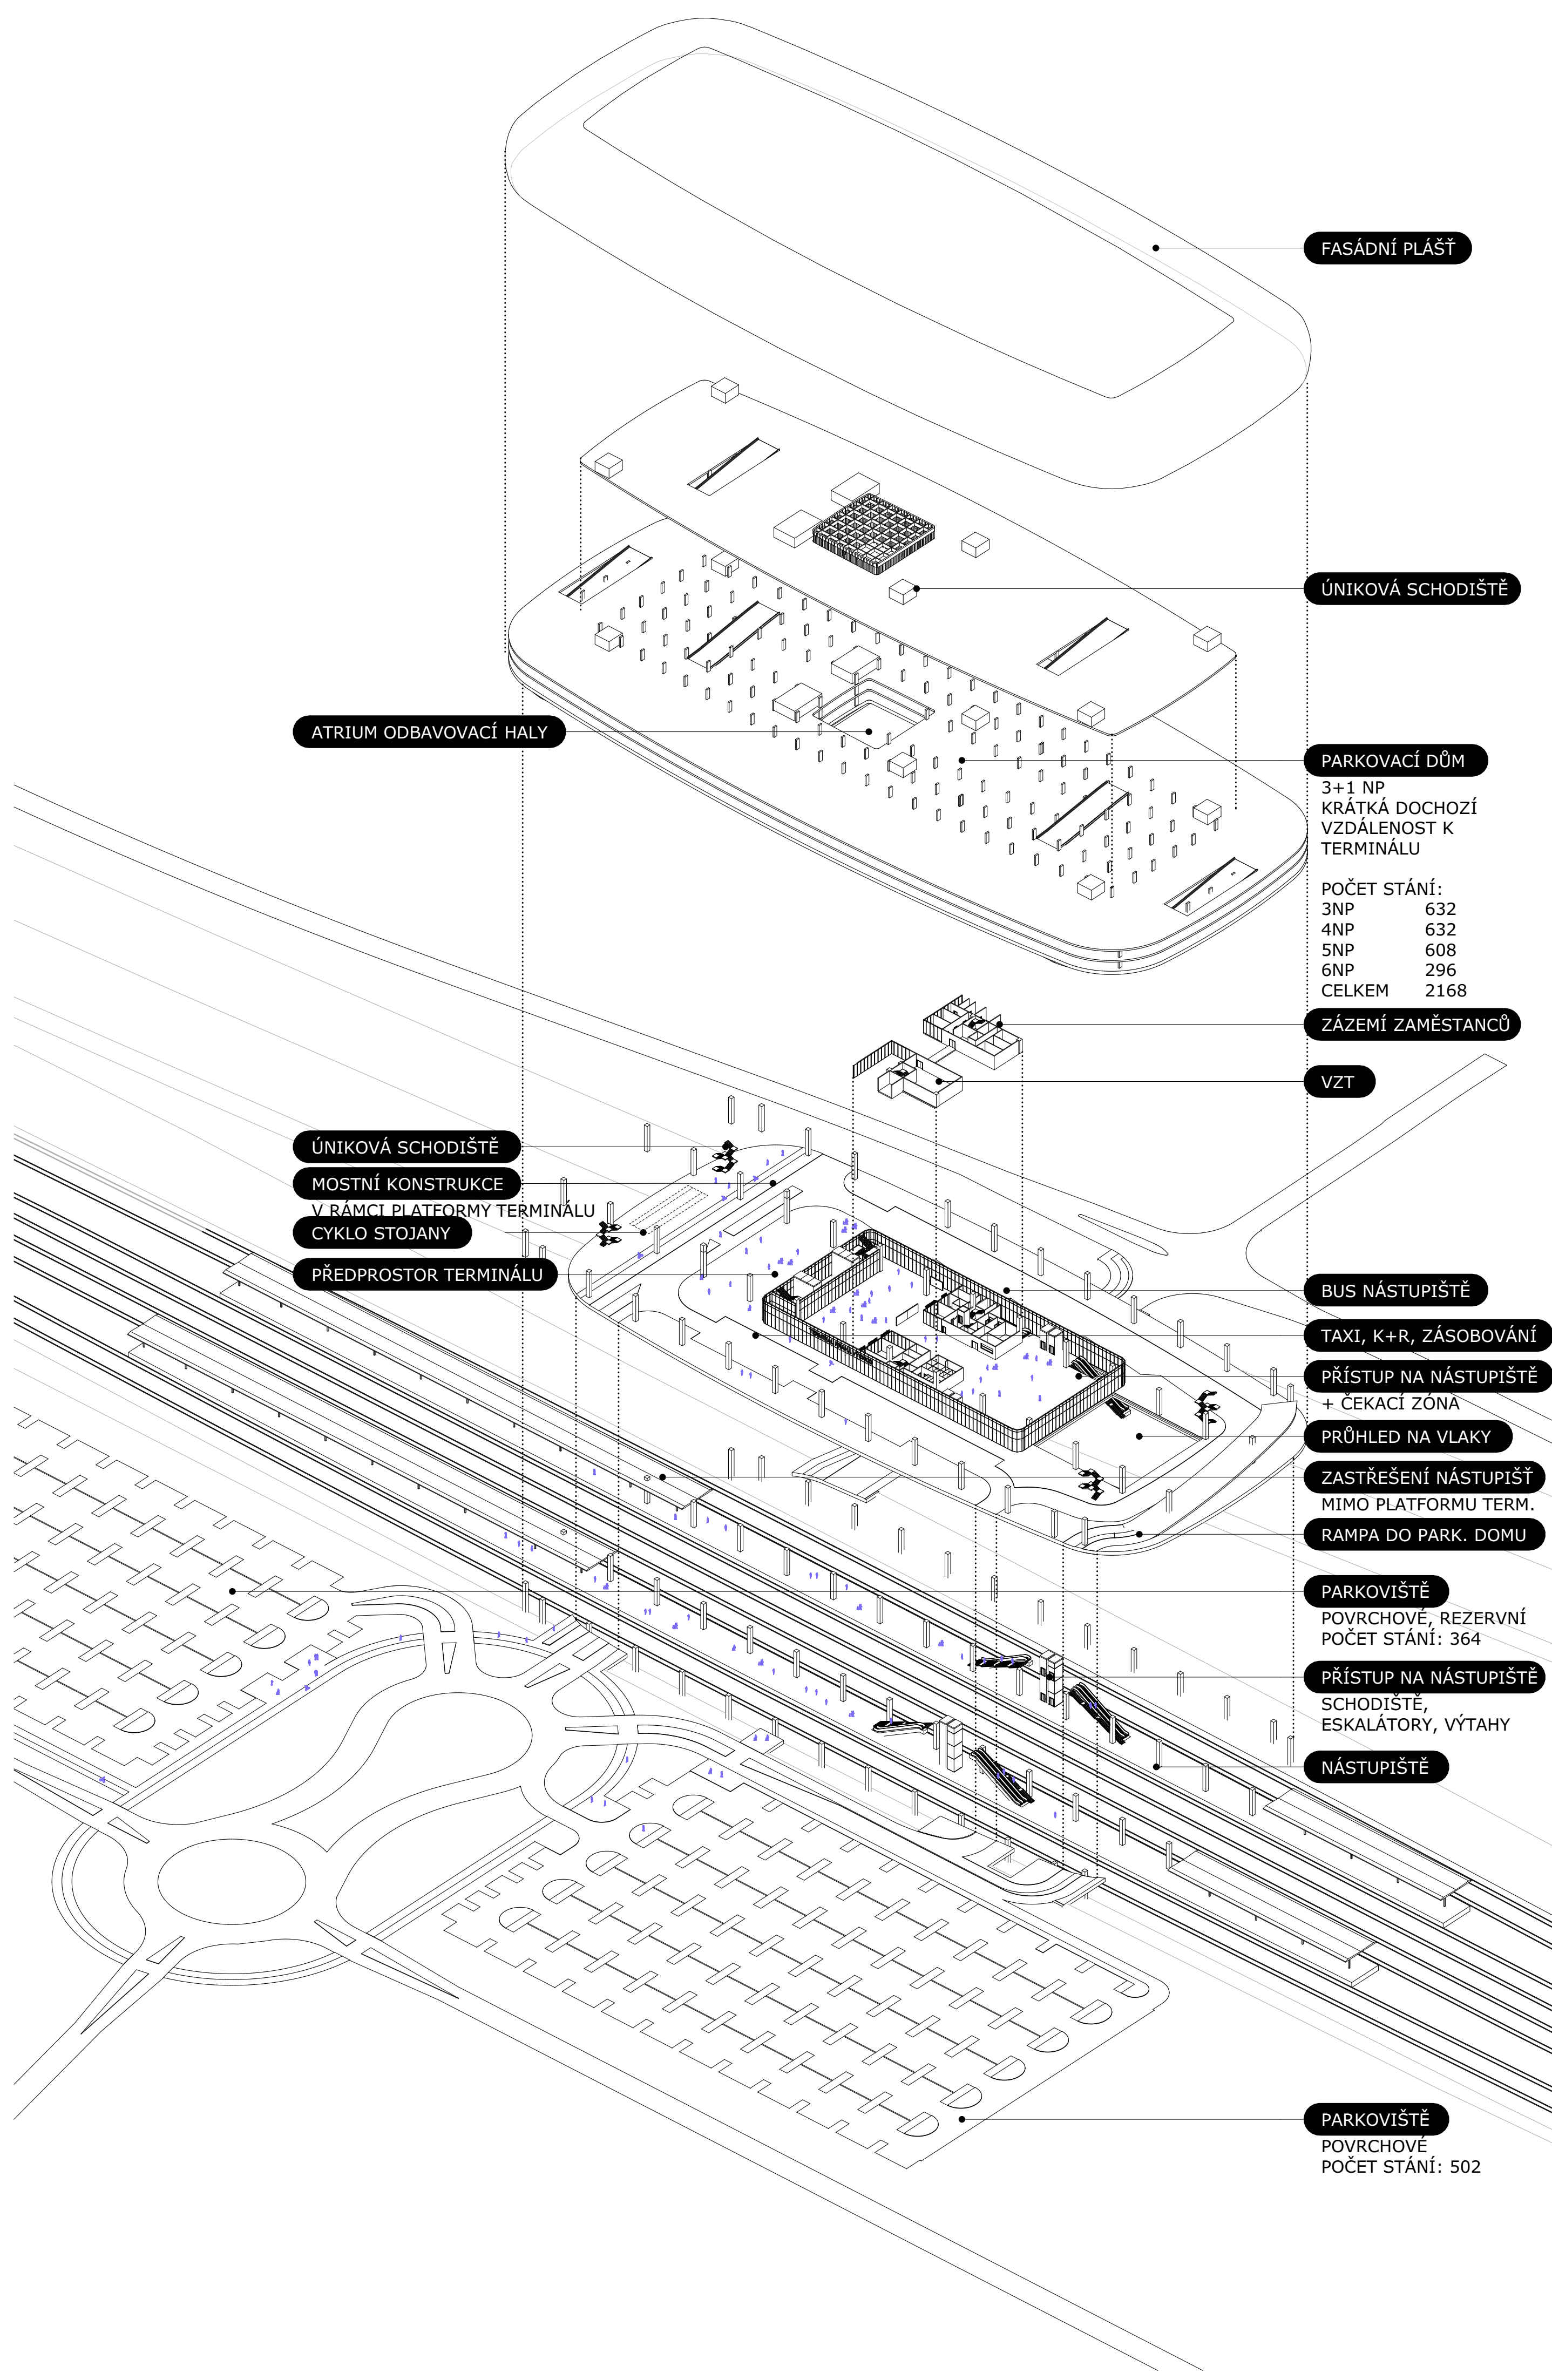 FASÁDNÍ PLÁŠŤ
ÚNIKOVÁ SCHODIŠTĚ
ATRIUM ODBAVOVACÍ HALY
PARKOVACÍ DŮM
3+1 NP
KRÁTKÁ DOCHOZÍ
VZDÁLENOST K
TERMINÁLU
POČET STÁNÍ:
3NP 632
4NP 632
5NP 608
6NP 296
CELKEM 2168
ZÁZEMÍ ZAMĚSTANCŮ
VZT
ÚNIKOVÁ SCHODIŠTĚ
MOSTNÍ KONSTRUKCE
V RÁMCI PLATFORMY TERMINÁLU
CYKLO STOJANY
PŘEDPROSTOR TERMINÁLU
BUS NÁSTUPIŠTĚ
TAXI, K+R, ZÁSOBOVÁNÍ
PŘÍSTUP NA NÁSTUPIŠTĚ
+ ČEKACÍ ZÓNA
PRŮHLED NA VLAKY
ZASTŘEŠENÍ NÁSTUPIŠŤ
MIMO PLATFORMU TERM.
RAMPA DO PARK. DOMU
PARKOVIŠTĚ
POVRCHOVÉ, REZERVNÍ
POČET STÁNÍ: 364
PŘÍSTUP NA NÁSTUPIŠTĚ
SCHODIŠTĚ,
ESKALÁTORY, VÝTAHY
NÁSTUPIŠTĚ
PARKOVIŠTĚ
POVRCHOVÉ
POČET STÁNÍ: 502